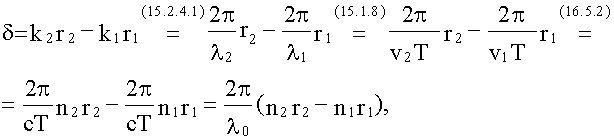 δ=k₂r₂ − k₁r₁ (15.2.4.1)= 2π/λ₂ r₂ − 2π/λ₁ r₁ (15.1.8)= 2π/v₂T r₂ − 2π/v₁T r₁ (16.5.2)=
= 2π/cT n₂r₂ − 2π/cT n₁r₁ = 2π/λ₀ (n₂r₂ − n₁r₁),